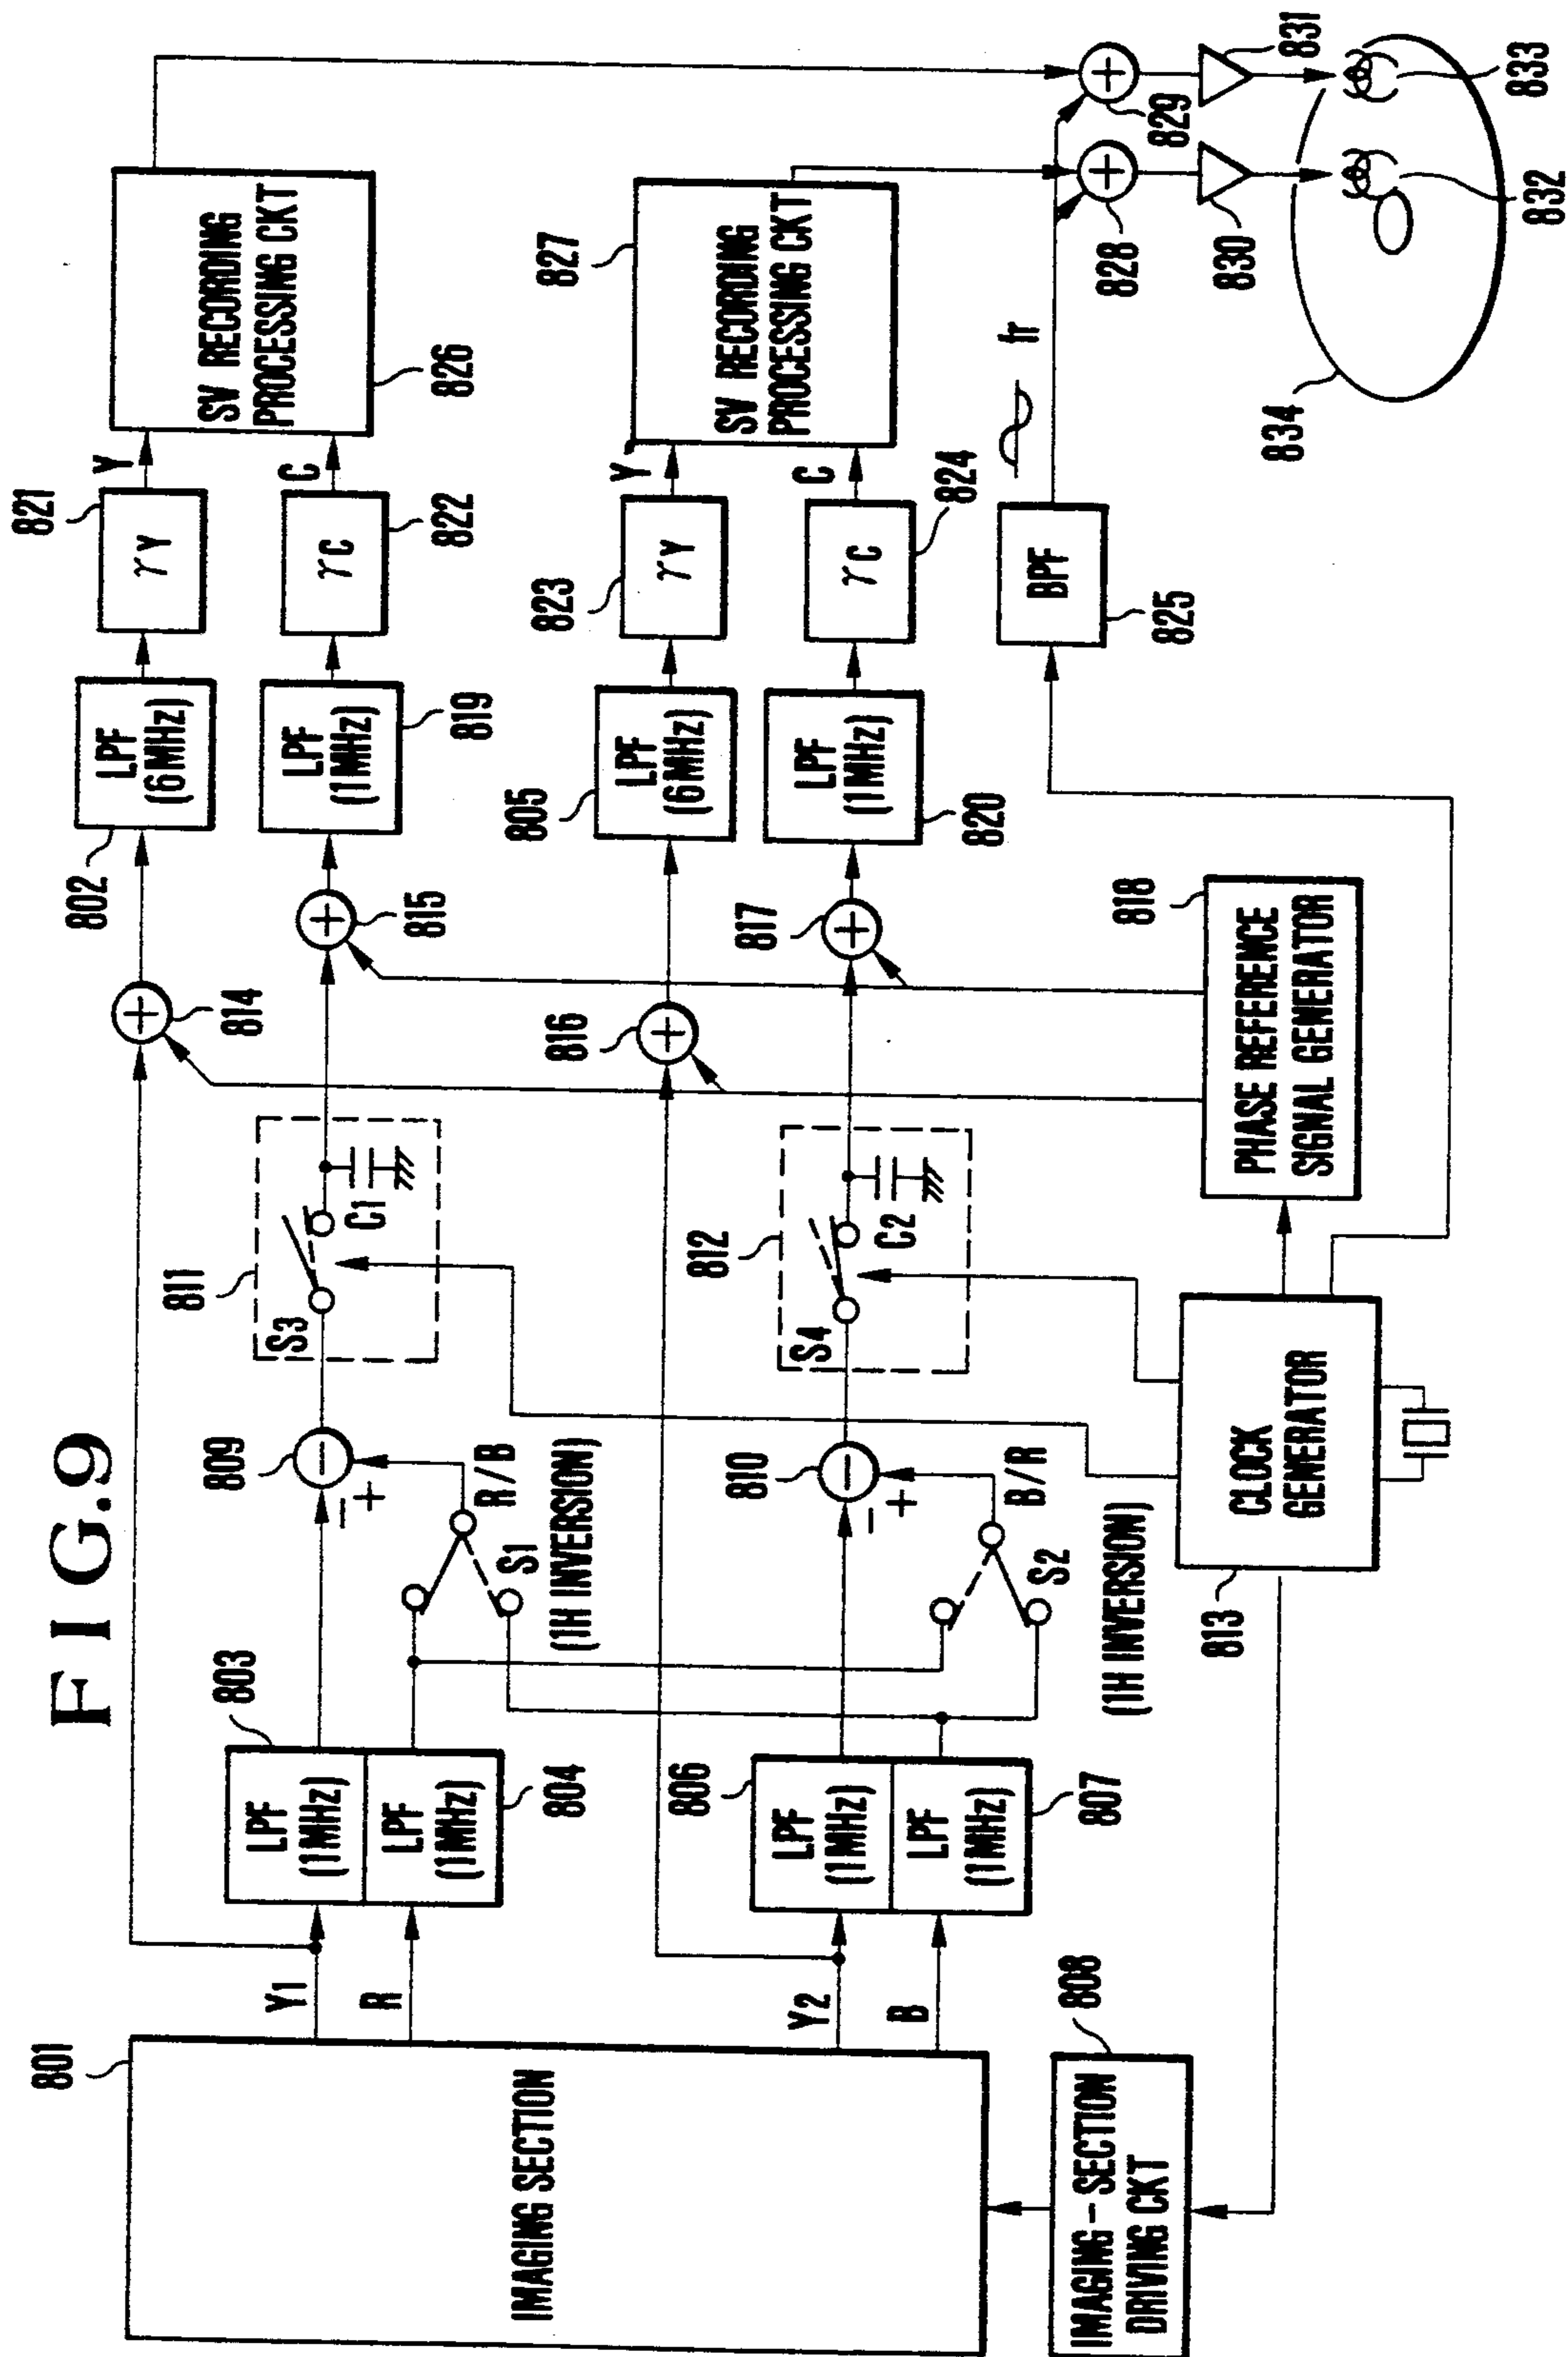 FIG.9
801
IMAGING SECTION
Y1
R
Y2
B
808
IMAGING-SECTION
DRIVING CKT
803
LPF
(1MHz)
LPF
(1MHz)
804
806
LPF
(1MHz)
LPF
(1MHz)
807
S1
R/B
(1H INVERSION)
S2
B/R
(1H INVERSION)
809
−
+
810
−
+
811
S3
C1
812
S4
C2
813
CLOCK
GENERATOR
814
815
816
817
818
PHASE REFERENCE
SIGNAL GENERATOR
802
LPF
(6MHz)
LPF
(1MHz)
819
805
LPF
(6MHz)
LPF
(1MHz)
820
821
γY
γC
822
823
γY
γC
824
BPF
825
Y
C
Y
C
fr
SV RECORDING
PROCESSING CKT
826
827
SV RECORDING
PROCESSING CKT
828
829
830
831
832
833
834